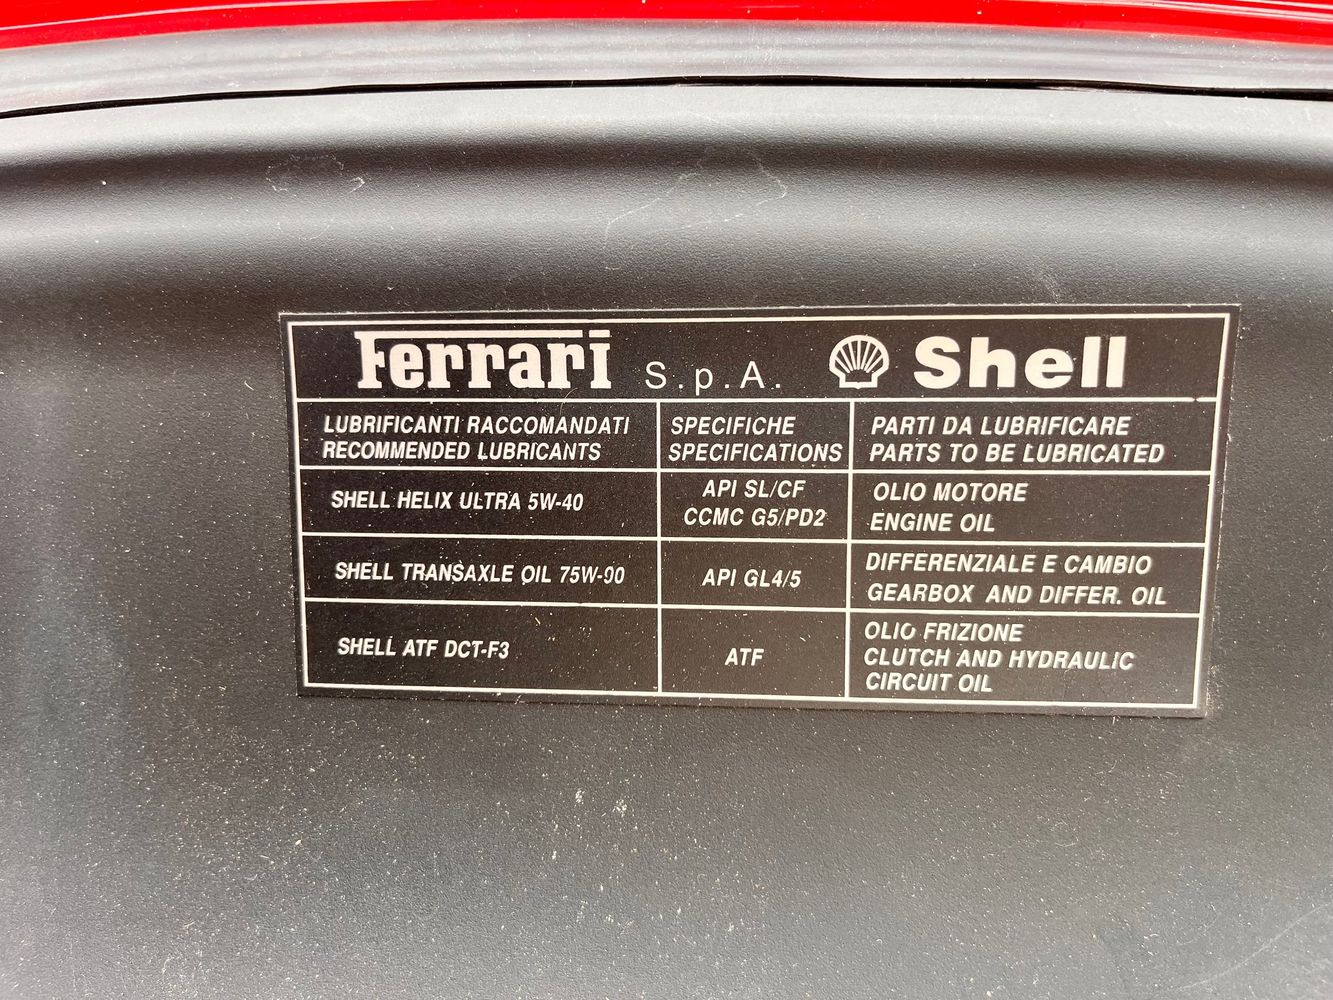 Ferrari S.p.A. Shell
LUBRIFICANTI RACCOMANDATI
RECOMMENDED LUBRICANTS
SPECIFICHE
SPECIFICATIONS
PARTI DA LUBRIFICARE
PARTS TO BE LUBRICATED
SHELL HELIX ULTRA 5W-40
API SL/CF
CCMC G5/PD2
OLIO MOTORE
ENGINE OIL
SHELL TRANSAXLE OIL 75W-90
API GL4/5
DIFFERENZIALE E CAMBIO
GEARBOX AND DIFFER. OIL
SHELL ATF DCT-F3
ATF
OLIO FRIZIONE
CLUTCH AND HYDRAULIC
CIRCUIT OIL